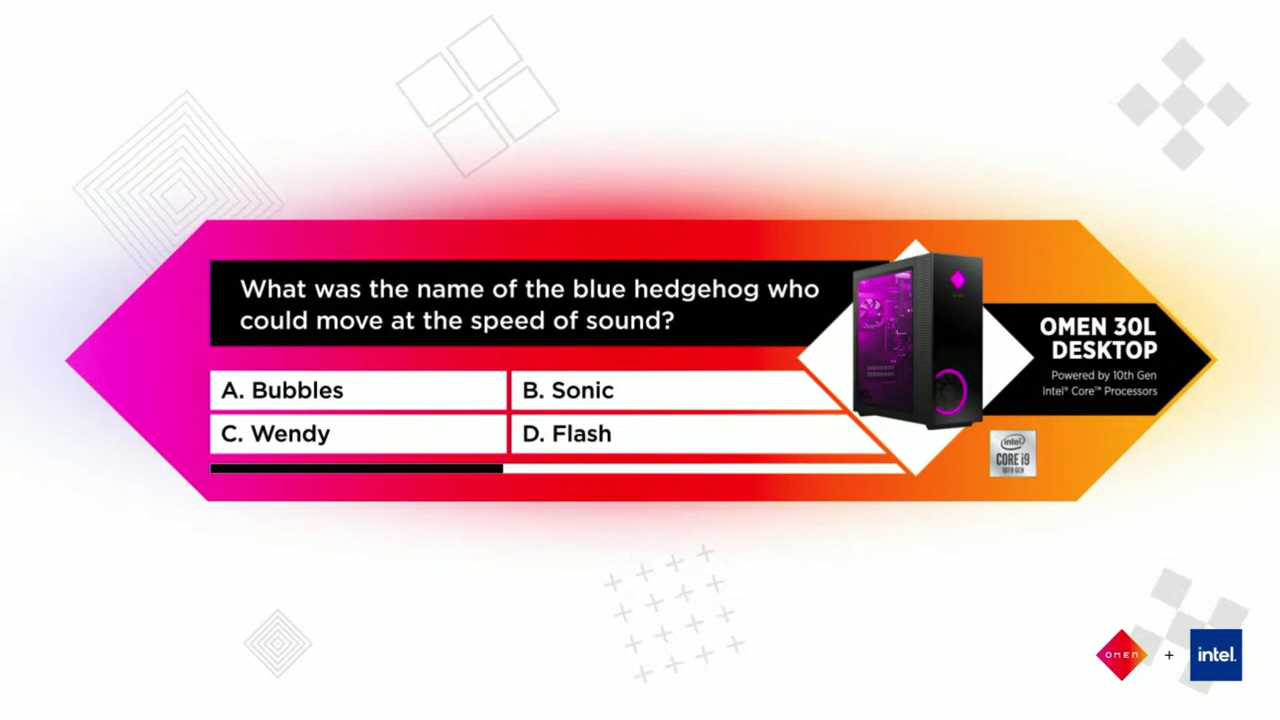 What was the name of the blue hedgehog who
could move at the speed of sound?
A. Bubbles
B. Sonic
C. Wendy
D. Flash
OMEN 30L
DESKTOP
Powered by 10th Gen
Intel® Core™ Processors
intel
CORE i9
10TH GEN
OMEN
+
intel.